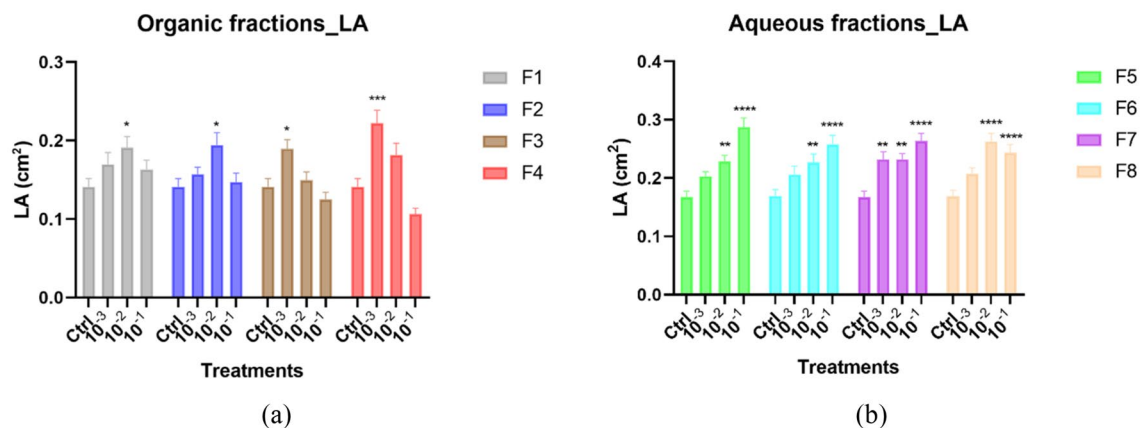 Organic fractions_LA
LA (cm²)
0.3
0.2
0.1
0.0
*
*
*
***
Ctrl
10⁻³
10⁻²
10⁻¹
Ctrl
10⁻³
10⁻²
10⁻¹
Ctrl
10⁻³
10⁻²
10⁻¹
Ctrl
10⁻³
10⁻²
10⁻¹
Treatments
F1
F2
F3
F4
(a)
Aqueous fractions_LA
LA (cm²)
0.4
0.3
0.2
0.1
0.0
**
****
**
****
**
**
****
****
****
Ctrl
10⁻³
10⁻²
10⁻¹
Ctrl
10⁻³
10⁻²
10⁻¹
Ctrl
10⁻³
10⁻²
10⁻¹
Ctrl
10⁻³
10⁻²
10⁻¹
Treatments
F5
F6
F7
F8
(b)